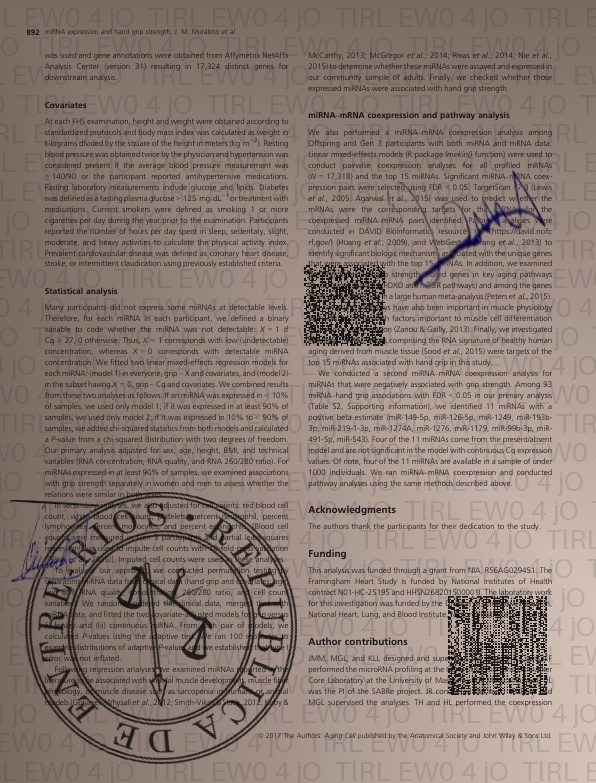 892 miRNA expression and hand grip strength, J. M. Murabito et al.
was used and gene annotations were obtained from Affymetrix NetAffx
Analysis Center (version 31) resulting in 17,324 distinct genes for
downstream analysis.
Covariates
At each FHS examination, height and weight were obtained according to
standardized protocols and body mass index was calculated as weight in
kilograms divided by the square of the height in meters (kg m−2). Resting
blood pressure was obtained twice by the physician and hypertension was
considered present if the average blood pressure measurement was
≥ 140/90 or the participant reported antihypertensive medications.
Fasting laboratory measurements include glucose and lipids. Diabetes
was defined as a fasting plasma glucose > 125 mg dL−1 or treatment with
medications. Current smokers were defined as smoking 1 or more
cigarettes per day during the year prior to the examination. Participants
reported the number of hours per day spent in sleep, sedentary, slight,
moderate, and heavy activities to calculate the physical activity index.
Prevalent cardiovascular disease was defined as coronary heart disease,
stroke, or intermittent claudication using previously established criteria.
Statistical analysis
Many participants did not express some miRNAs at detectable levels.
Therefore, for each miRNA in each participant, we defined a binary
variable to code whether the miRNA was not detectable: X = 1 if
Cq > 27, 0 otherwise. Thus, X = 1 corresponds with low (undetectable)
concentration, whereas X = 0 corresponds with detectable miRNA
concentration. We fitted two linear mixed-effects regression models for
each miRNA: (model 1) in everyone, grip ~ X and covariates, and (model 2)
in the subset having X = 0, grip ~ Cq and covariates. We combined results
from these two analyses as follows. If an miRNA was expressed in < 10%
of samples, we used only model 1; if it was expressed in at least 90% of
samples, we used only model 2; if it was expressed in 10% to < 90% of
samples, we added chi-squared statistics from both models and calculated
a P-value from a chi-squared distribution with two degrees of freedom.
Our primary analysis adjusted for sex, age, height, BMI, and technical
variables (RNA concentration, RNA quality, and RNA 260/280 ratio). For
miRNAs expressed in at least 90% of samples, we examined associations
with grip strength separately in women and men to assess whether the
relations were similar in both sexes.
In secondary analyses, we also adjusted for cell counts: red blood cell
count, white blood cell count, platelets, percent neutrophil, percent
percent and percent eosinophil. Blood cell
counts were measured in participants and partial least squares
used to impute cell counts with cross validation
Imputed cell counts were used in
To evaluate our approach, we conducted permutation testing by
separating miRNA data from clinical data (hand grip and covariates
RNA quality 260/280 ratio, and cell count
variables). We randomly the clinical data, merged with
miRNA data, and fitted the two covariate-adjusted models for
and (ii) continuous miRNA. From each pair of models, we
calculated P-values using the adaptive ran 100
examine distributions of adaptive P-values and we established
error was not inflated.
Following regression analyses, we examined miRNAs reported in the
literature to be associated with skeletal muscle development, muscle fiber
or muscle disease such as sarcopenia in humans or animal
models (Whysall et al., 2012; Smith-Vikos & Slack, 2012;
McCarthy, 2013; McGregor et al., 2014; Rivas et al., 2014; Nie et al.,
2015) to determine whether these miRNAs were assayed and expressed in
our community sample of adults. Finally, we checked whether those
expressed miRNAs were associated with hand grip strength.
miRNA–mRNA coexpression and pathway analysis
We also performed a miRNA–mRNA coexpression analysis among
Offspring and Gen 3 participants with both miRNA and mRNA data.
Linear mixed-effects models (R package lmekin() function) were used to
conduct pairwise coexpression analyses for all profiled mRNAs
(N = 17,318) and the top 15 miRNAs. Significant miRNA–mRNA coex-
pression pairs were selected using FDR < 0.05. TargetScan (Lewis
et al., 2005; Agarwal et al., 2015) was used to predict whether the
mRNAs were the corresponding targets for the miRNAs in the
coexpressed miRNA–mRNA pairs identified. Pathway analyses were
conducted in DAVID Bioinformatics resources (https://david.ncifc
rf.gov/) (Huang et al., 2009), and WebGestalt (Wang et al., 2013) to
identify significant biologic mechanisms associated with the unique genes
that were associated with the top 15 miRNAs. In addition, we examined
strength and genes in key aging pathways
FOXO and mTOR pathways) and among the genes
in a large human meta-analysis (Peters et al., 2015).
have also been important in muscle physiology
factors important to muscle cell differentiation
(Zanou & Gailly, 2013). Finally, we investigated
comprising the RNA signature of healthy human
aging derived from muscle tissue (Sood et al., 2015) were targets of the
top 15 miRNAs associated with hand grip in this study.
We conducted a second miRNA–mRNA coexpression analysis for
miRNAs that were negatively associated with grip strength. Among 93
miRNA–hand grip associations with FDR < 0.05 in our primary analysis
(Table S2, Supporting information), we identified 11 miRNAs with a
positive beta estimate (miR-149-5p, miR-126-5p, miR-1249, miR-193b-
3p, miR-219-1-3p, miR-1274A, miR-1276, miR-1179, miR-99b-3p, miR-
491-5p, miR-543). Four of the 11 miRNAs come from the present/absent
model and are not significant in the model with continuous Cq expression
values. Of note, four of the 11 miRNAs are available in a sample of under
1000 individuals. We ran miRNA–mRNA coexpression and conducted
pathway analyses using the same methods described above.
Acknowledgments
The authors thank the participants for their dedication to the study.
Funding
This analysis was funded through a grant from NIA, R56AG029451. The
Framingham Heart Study is funded by National Institutes of Health
contract N01-HC-25195 and HHSN268201500001I. The laboratory work
for this investigation was funded by the
National Heart, Lung, and Blood Institute,
Author contributions
JMM, MGL, and KLL designed and
performed the microRNA profiling at the
Core Laboratory at the University of
was the PI of the SABRe project. JR
MGL supervised the analyses. TH and HL performed the coexpression
© 2017 The Authors. Aging Cell published by the Anatomical Society and John Wiley & Sons Ltd.